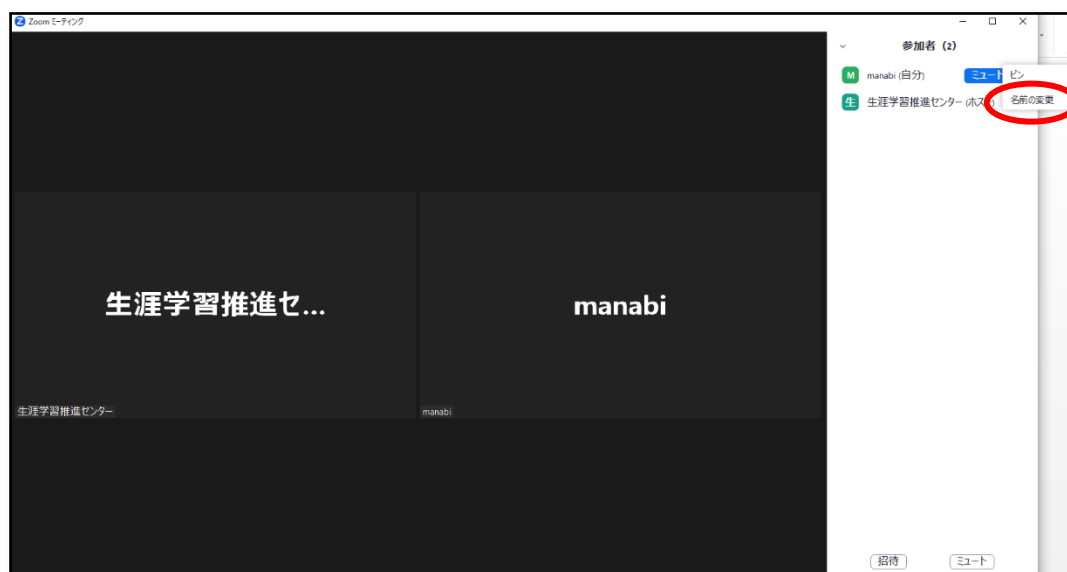 Zoom ミーティング
参加者 (2)
M manabi (自分) ミュート
ピン
生 生涯学習推進センター
名前の変更
生涯学習推進セ...
manabi
生涯学習推進センター
manabi
招待 ミュート